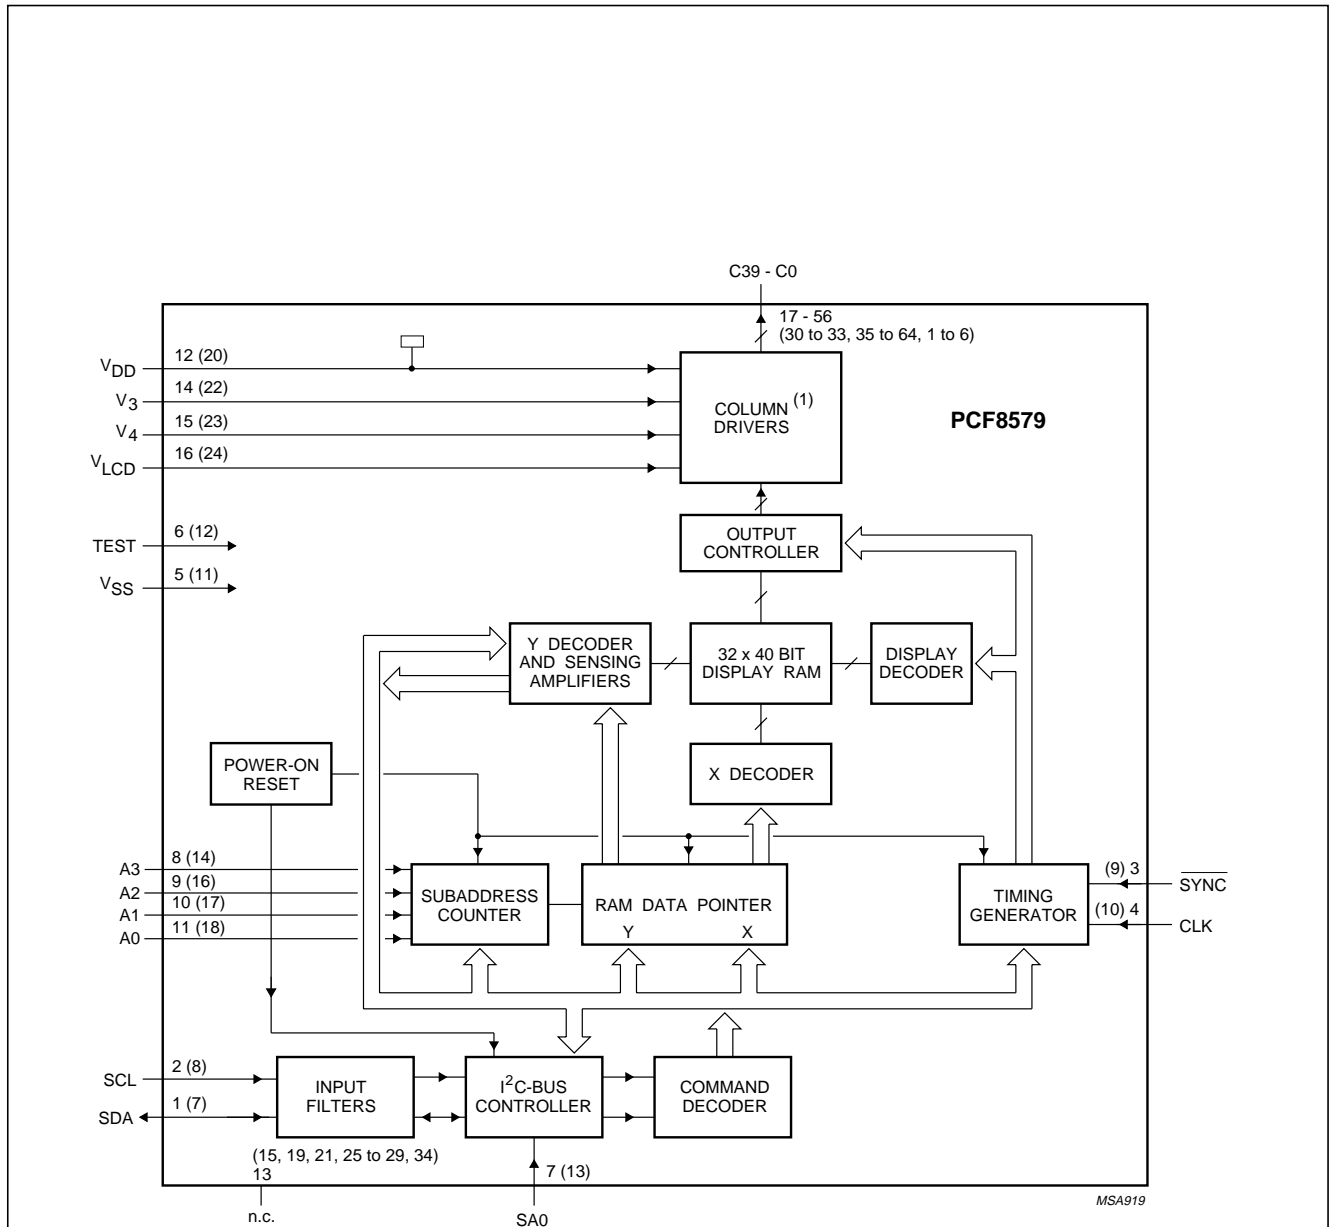 C39 - C0
17 - 56
(30 to 33, 35 to 64, 1 to 6)
VDD
12 (20)
V3
14 (22)
V4
15 (23)
VLCD
16 (24)
COLUMN (1)
DRIVERS
PCF8579
TEST
6 (12)
VSS
5 (11)
OUTPUT
CONTROLLER
Y DECODER
AND SENSING
AMPLIFIERS
32 x 40 BIT
DISPLAY RAM
DISPLAY
DECODER
POWER-ON
RESET
X DECODER
A3
8 (14)
A2
9 (16)
A1
10 (17)
A0
11 (18)
SUBADDRESS
COUNTER
RAM DATA POINTER
Y X
TIMING
GENERATOR
(9) 3
SYNC
(10) 4
CLK
SCL
2 (8)
SDA
1 (7)
INPUT
FILTERS
I2C-BUS
CONTROLLER
COMMAND
DECODER
(15, 19, 21, 25 to 29, 34)
13
n.c.
7 (13)
SA0
MSA919